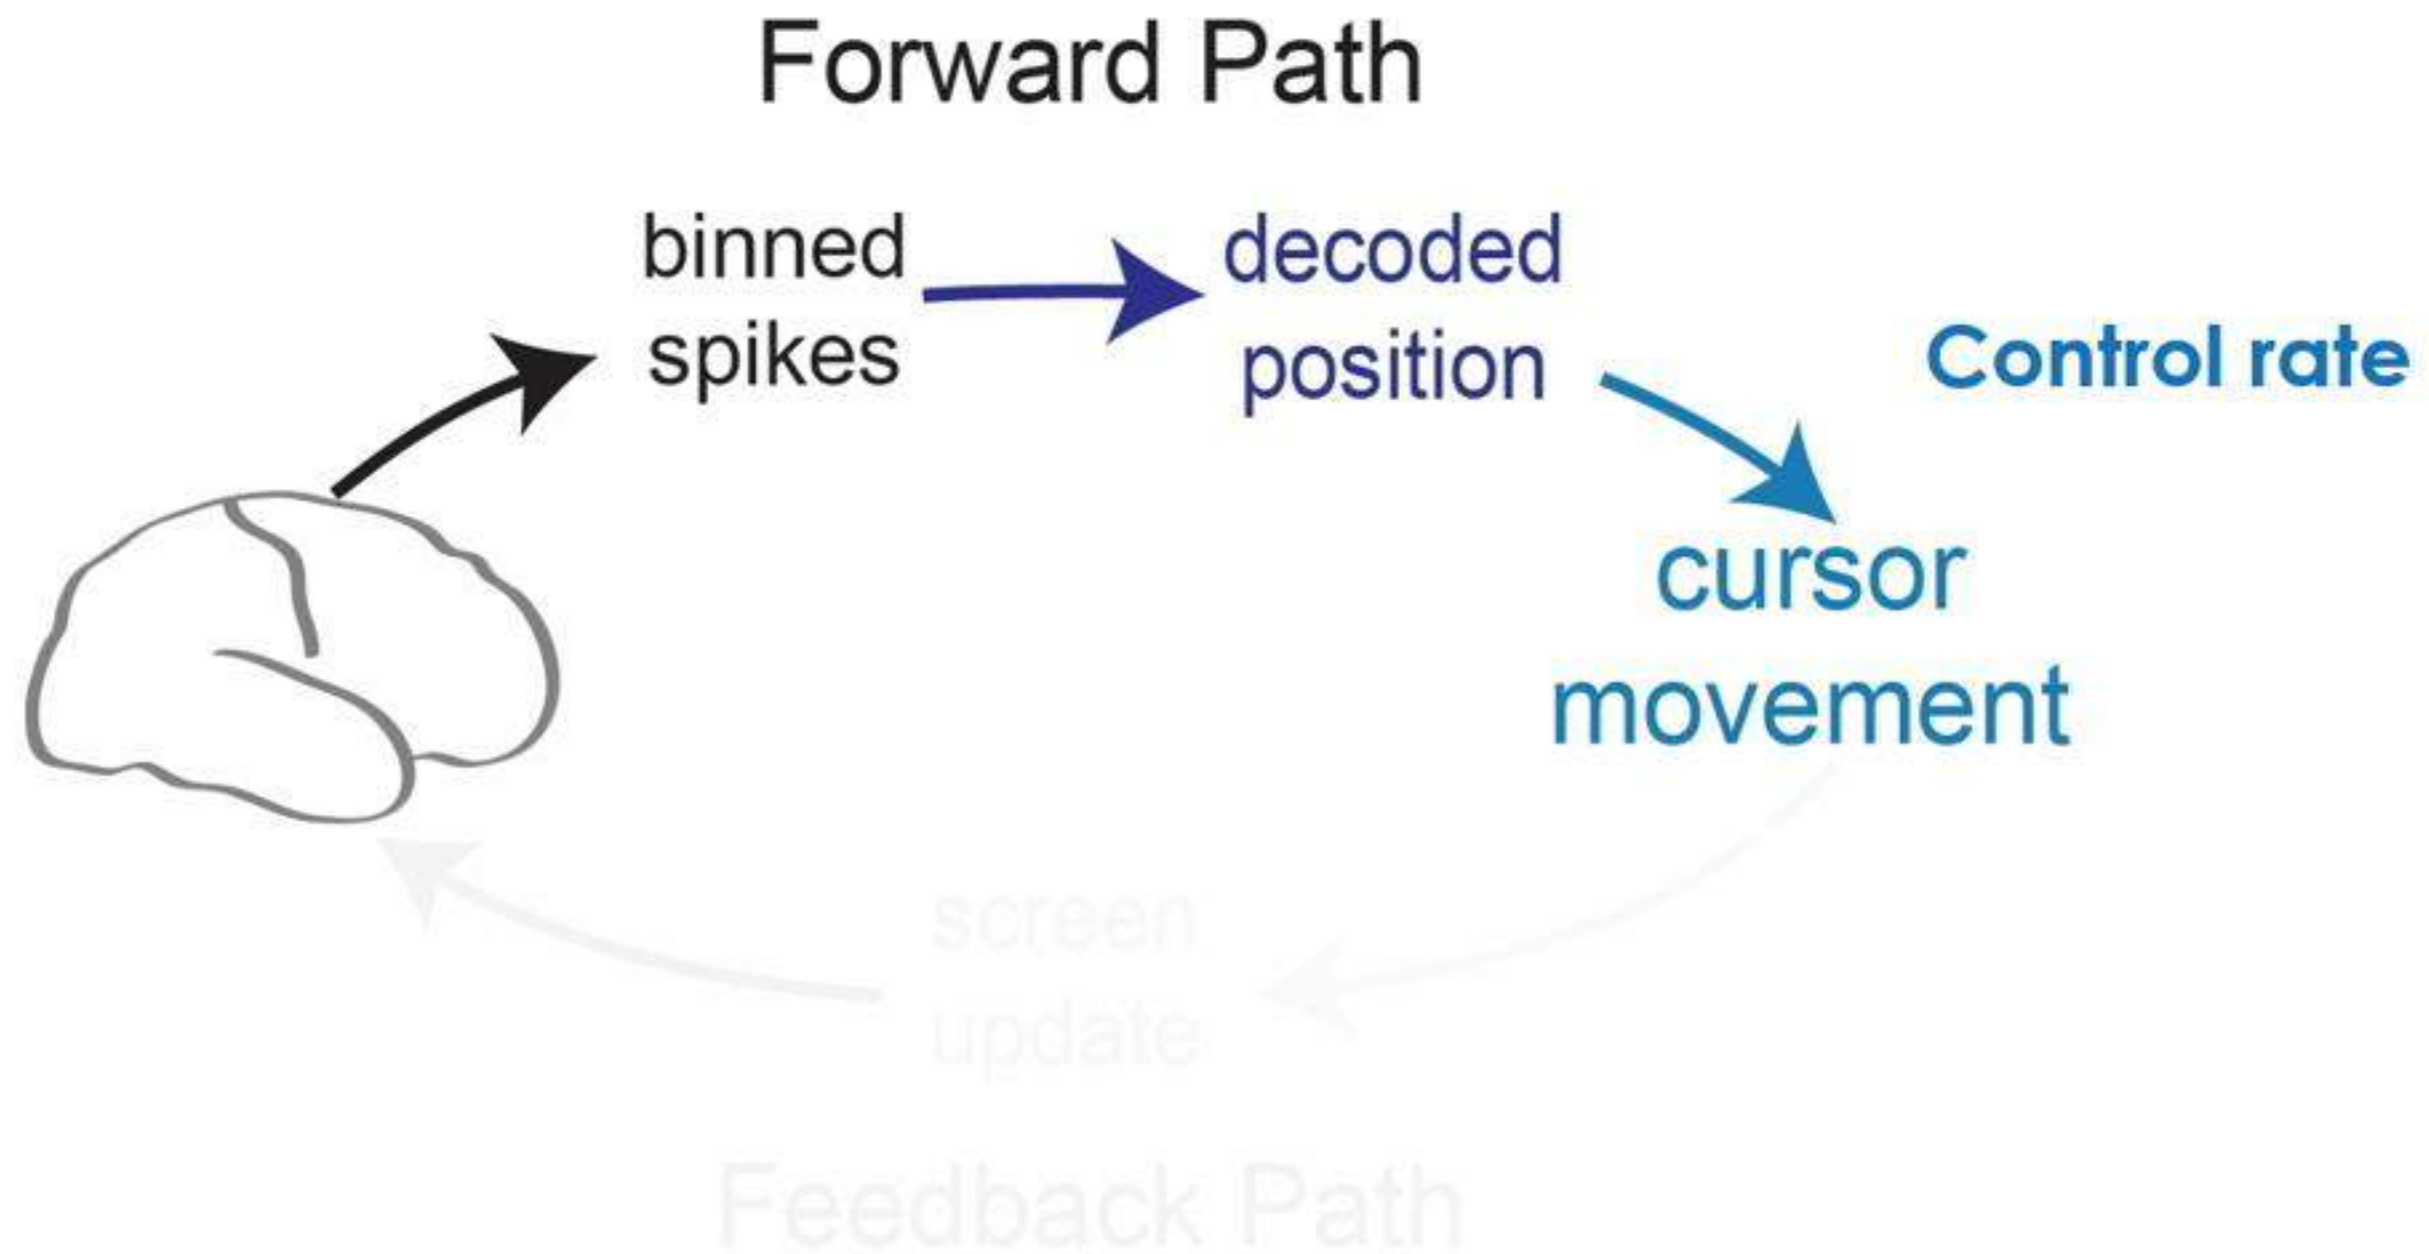 Forward Path
binned
spikes
decoded
position
Control rate
cursor
movement
screen
update
Feedback Path